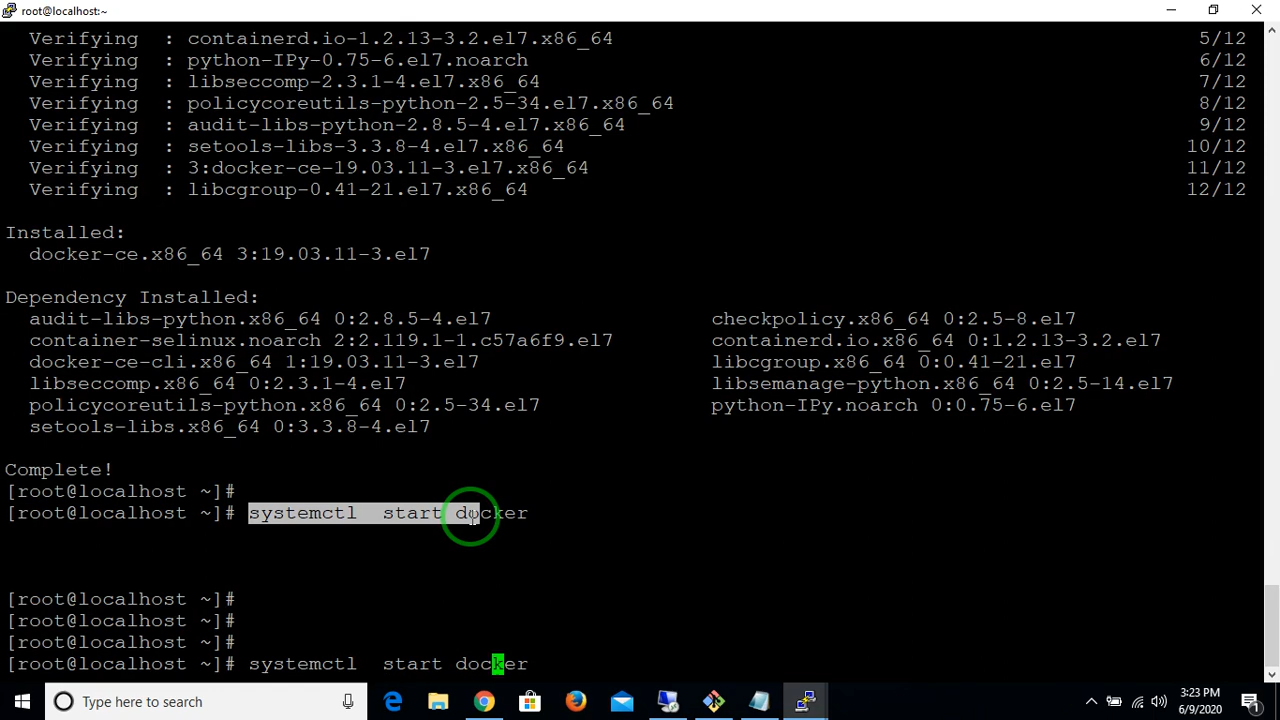 root@localhost:~
Verifying : containerd.io-1.2.13-3.2.el7.x86_64 5/12
Verifying : python-IPy-0.75-6.el7.noarch 6/12
Verifying : libseccomp-2.3.1-4.el7.x86_64 7/12
Verifying : policycoreutils-python-2.5-34.el7.x86_64 8/12
Verifying : audit-libs-python-2.8.5-4.el7.x86_64 9/12
Verifying : setools-libs-3.3.8-4.el7.x86_64 10/12
Verifying : 3:docker-ce-19.03.11-3.el7.x86_64 11/12
Verifying : libcgroup-0.41-21.el7.x86_64 12/12
Installed:
docker-ce.x86_64 3:19.03.11-3.el7
Dependency Installed:
audit-libs-python.x86_64 0:2.8.5-4.el7 checkpolicy.x86_64 0:2.5-8.el7
container-selinux.noarch 2:2.119.1-1.c57a6f9.el7 containerd.io.x86_64 0:1.2.13-3.2.el7
docker-ce-cli.x86_64 1:19.03.11-3.el7 libcgroup.x86_64 0:0.41-21.el7
libseccomp.x86_64 0:2.3.1-4.el7 libsemanage-python.x86_64 0:2.5-14.el7
policycoreutils-python.x86_64 0:2.5-34.el7 python-IPy.noarch 0:0.75-6.el7
setools-libs.x86_64 0:3.3.8-4.el7
Complete!
[root@localhost ~]#
[root@localhost ~]# systemctl  start docker
[root@localhost ~]#
[root@localhost ~]#
[root@localhost ~]#
[root@localhost ~]# systemctl  start docker
Type here to search
3:23 PM
6/9/2020
1